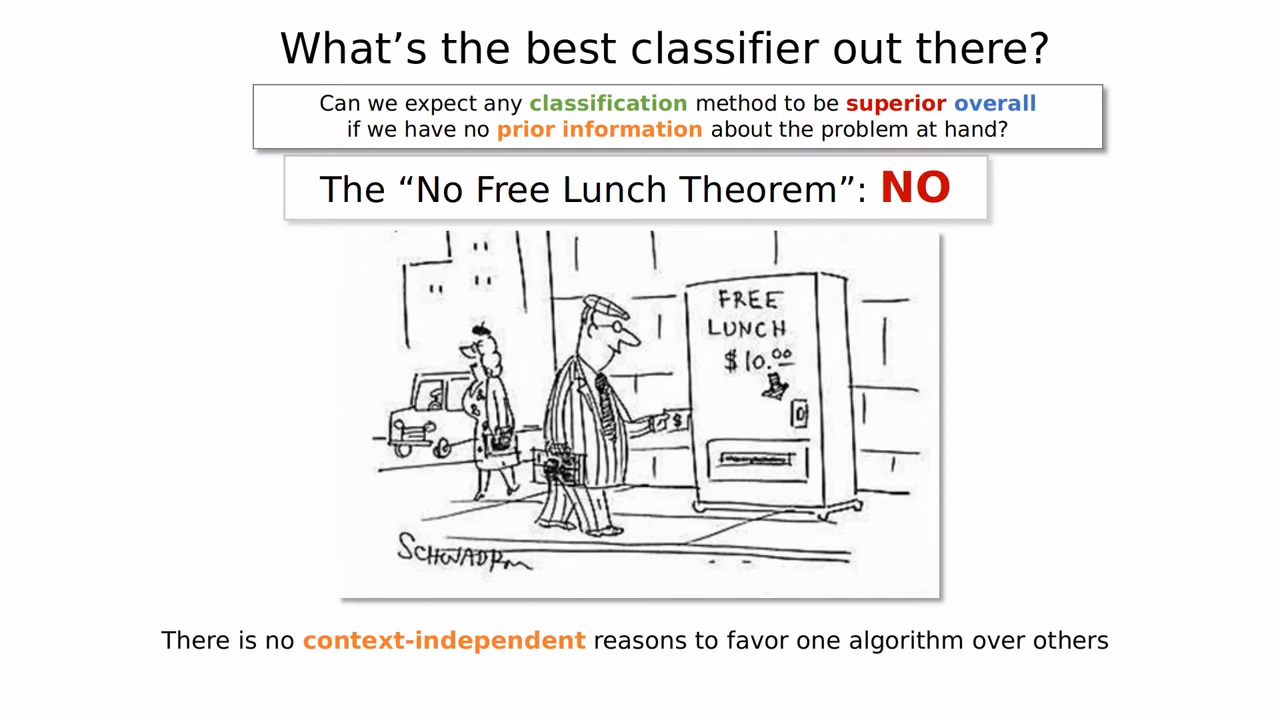 What’s the best classifier out there?
Can we expect any classification method to be superior overall
if we have no prior information about the problem at hand?
The “No Free Lunch Theorem”: NO
FREE
LUNCH
$10.00
$
There is no context-independent reasons to favor one algorithm over others